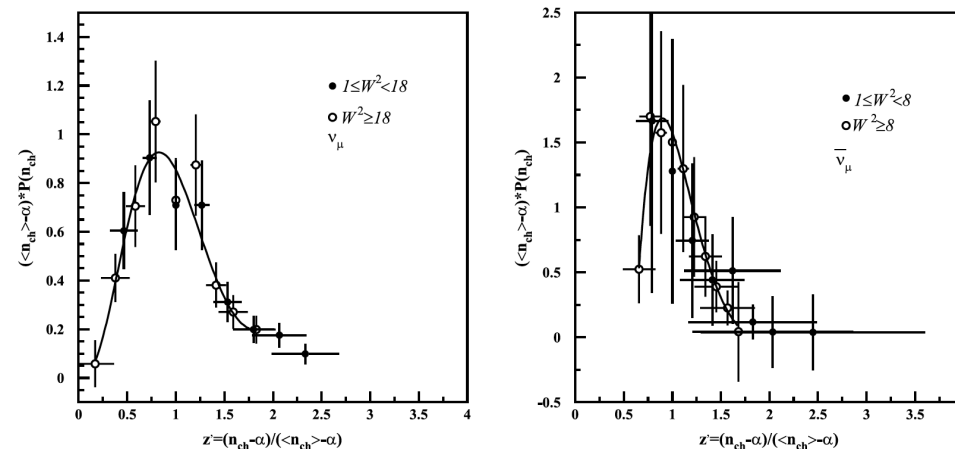 1.4
1.2
1
0.8
0.6
0.4
0.2
0
(<n_ch>-α)*P(n_ch)
1≤W²<18
W²≥18
ν_μ
0 0.5 1 1.5 2 2.5 3 3.5 4
z'=(n_ch-α)/(<n_ch>-α)
2.5
2
1.5
1
0.5
0
-0.5
(<n_ch>-α)*P(n_ch)
1≤W²<8
W²≥8
ν̅_μ
0 0.5 1 1.5 2 2.5 3 3.5
z'=(n_ch-α)/(<n_ch>-α)